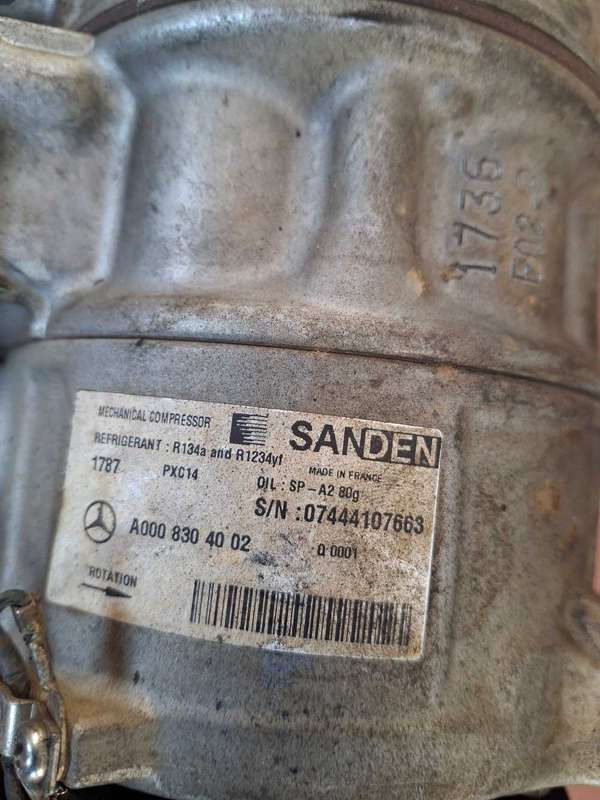 1736
MECHANICAL COMPRESSOR
SANDEN
REFRIGERANT : R134a and R1234yf
MADE IN FRANCE
1787 PXC14
OIL : SP-A2 80g
S/N :07444107663
A000 830 40 02
Q 0001
ROTATION